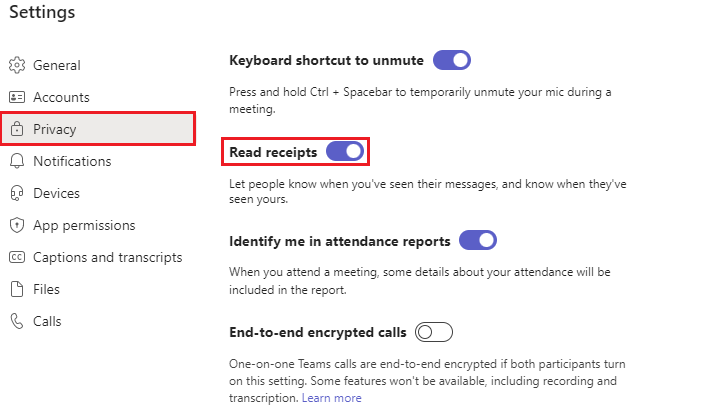 Settings
General
Accounts
Privacy
Notifications
Devices
App permissions
CC Captions and transcripts
Files
Calls
Keyboard shortcut to unmute
Press and hold Ctrl + Spacebar to temporarily unmute your mic during a
meeting.
Read receipts
Let people know when you've seen their messages, and know when they've
seen yours.
Identify me in attendance reports
When you attend a meeting, some details about your attendance will be
included in the report.
End-to-end encrypted calls
One-on-one Teams calls are end-to-end encrypted if both participants turn
on this setting. Some features won't be available, including recording and
transcription. Learn more